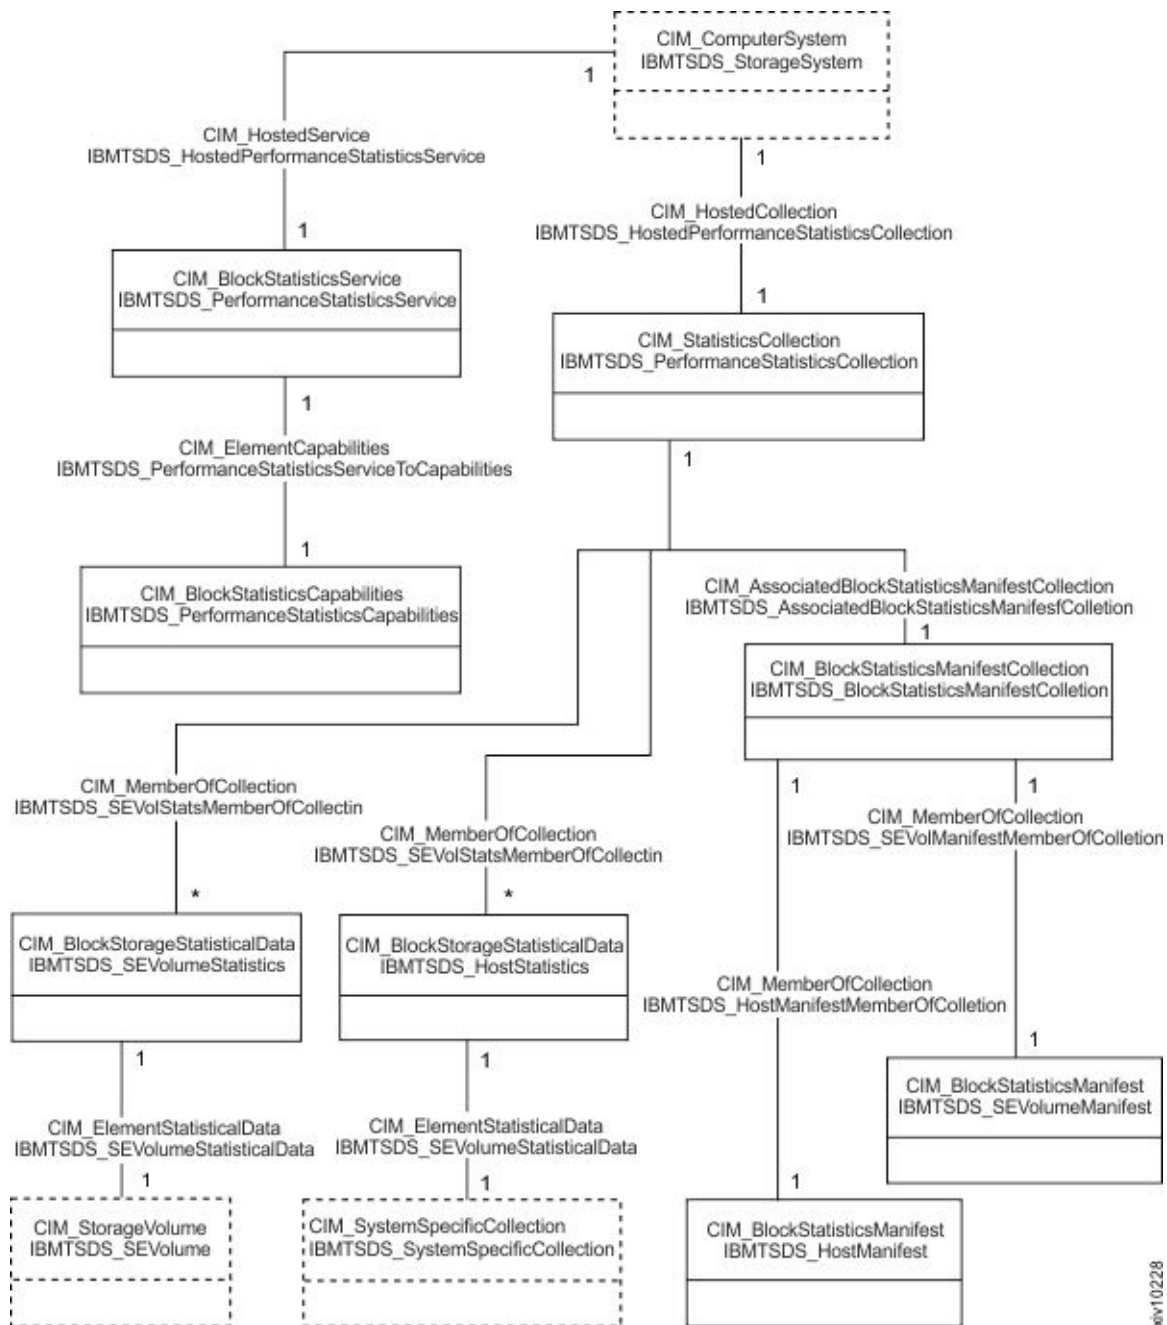 CIM_ComputerSystem
IBMTSDS_StorageSystem
1
CIM_HostedService
IBMTSDS_HostedPerformanceStatisticsService
1
1
CIM_HostedCollection
IBMTSDS_HostedPerformanceStatisticsCollection
1
CIM_BlockStatisticsService
IBMTSDS_PerformanceStatisticsService
CIM_StatisticsCollection
IBMTSDS_PerformanceStatisticsCollection
1
CIM_ElementCapabilities
IBMTSDS_PerformanceStatisticsServiceToCapabilities
1
1
CIM_BlockStatisticsCapabilities
IBMTSDS_PerformanceStatisticsCapabilities
CIM_AssociatedBlockStatisticsManifestCollection
IBMTSDS_AssociatedBlockStatisticsManifestColletion
1
CIM_BlockStatisticsManifestCollection
IBMTSDS_BlockStatisticsManifestColletion
CIM_MemberOfCollection
IBMTSDS_SEVolStatsMemberOfCollectin
*
CIM_MemberOfCollection
IBMTSDS_SEVolStatsMemberOfCollectin
*
1
1
CIM_MemberOfCollection
IBMTSDS_SEVolManifestMemberOfColletion
CIM_BlockStorageStatisticalData
IBMTSDS_SEVolumeStatistics
CIM_BlockStorageStatisticalData
IBMTSDS_HostStatistics
CIM_MemberOfCollection
IBMTSDS_HostManifestMemberOfColletion
1
1
1
CIM_BlockStatisticsManifest
IBMTSDS_SEVolumeManifest
CIM_ElementStatisticalData
IBMTSDS_SEVolumeStatisticalData
1
CIM_ElementStatisticalData
IBMTSDS_SEVolumeStatisticalData
1
1
CIM_StorageVolume
IBMTSDS_SEVolume
CIM_SystemSpecificCollection
IBMTSDS_SystemSpecificCollection
CIM_BlockStatisticsManifest
IBMTSDS_HostManifest
xiv10228